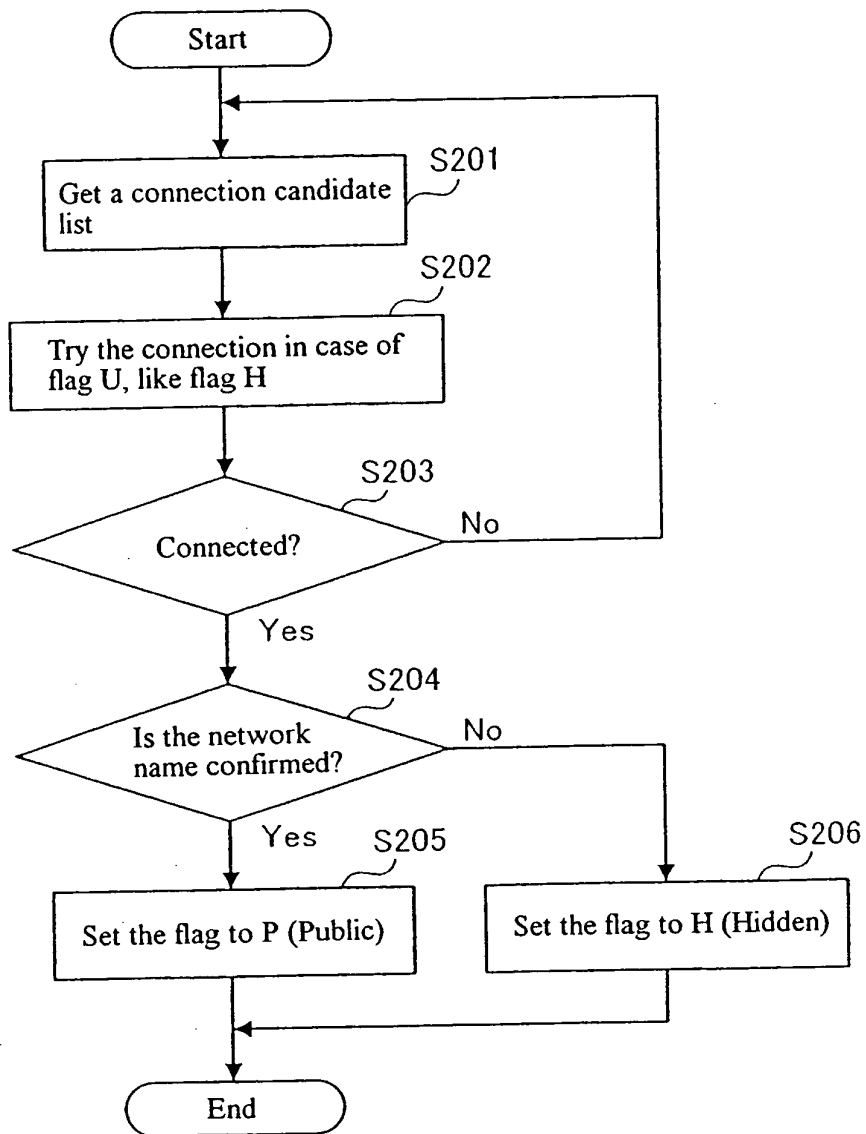 Start
S201
Get a connection candidate
list
S202
Try the connection in case of
flag U, like flag H
S203
Connected?
No
Yes
S204
Is the network
name confirmed?
No
Yes
S205
S206
Set the flag to P (Public)
Set the flag to H (Hidden)
End